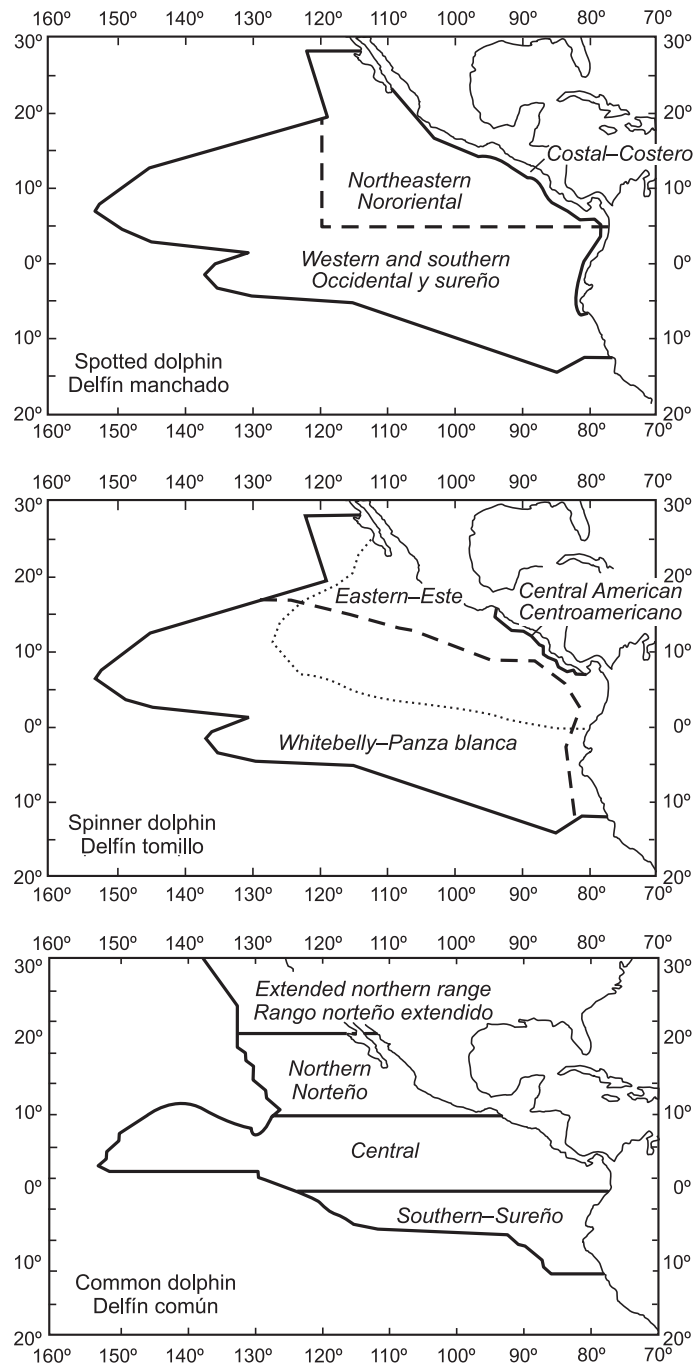 160º 150º 140º 130º 120º 110º 100º 90º 80º 70º
30º 30º
20º 20º
Costal–Costero
10º Northeastern 10º
Nororiental
0º Western and southern 0º
Occidental y sureño
10º 10º
Spotted dolphin
Delfín manchado
20º 20º
160º 150º 140º 130º 120º 110º 100º 90º 80º 70º
160º 150º 140º 130º 120º 110º 100º 90º 80º 70º
30º 30º
20º 20º
Eastern–Este Central American
Centroamericano
10º 10º
0º 0º
Whitebelly–Panza blanca
10º 10º
Spinner dolphin
Delfín tornillo
20º 20º
160º 150º 140º 130º 120º 110º 100º 90º 80º 70º
160º 150º 140º 130º 120º 110º 100º 90º 80º 70º
30º 30º
Extended northern range
Rango norteño extendido
20º 20º
Northern
Norteño
10º 10º
Central
0º 0º
Southern–Sureño
10º 10º
Common dolphin
Delfín común
20º 20º
160º 150º 140º 130º 120º 110º 100º 90º 80º 70º